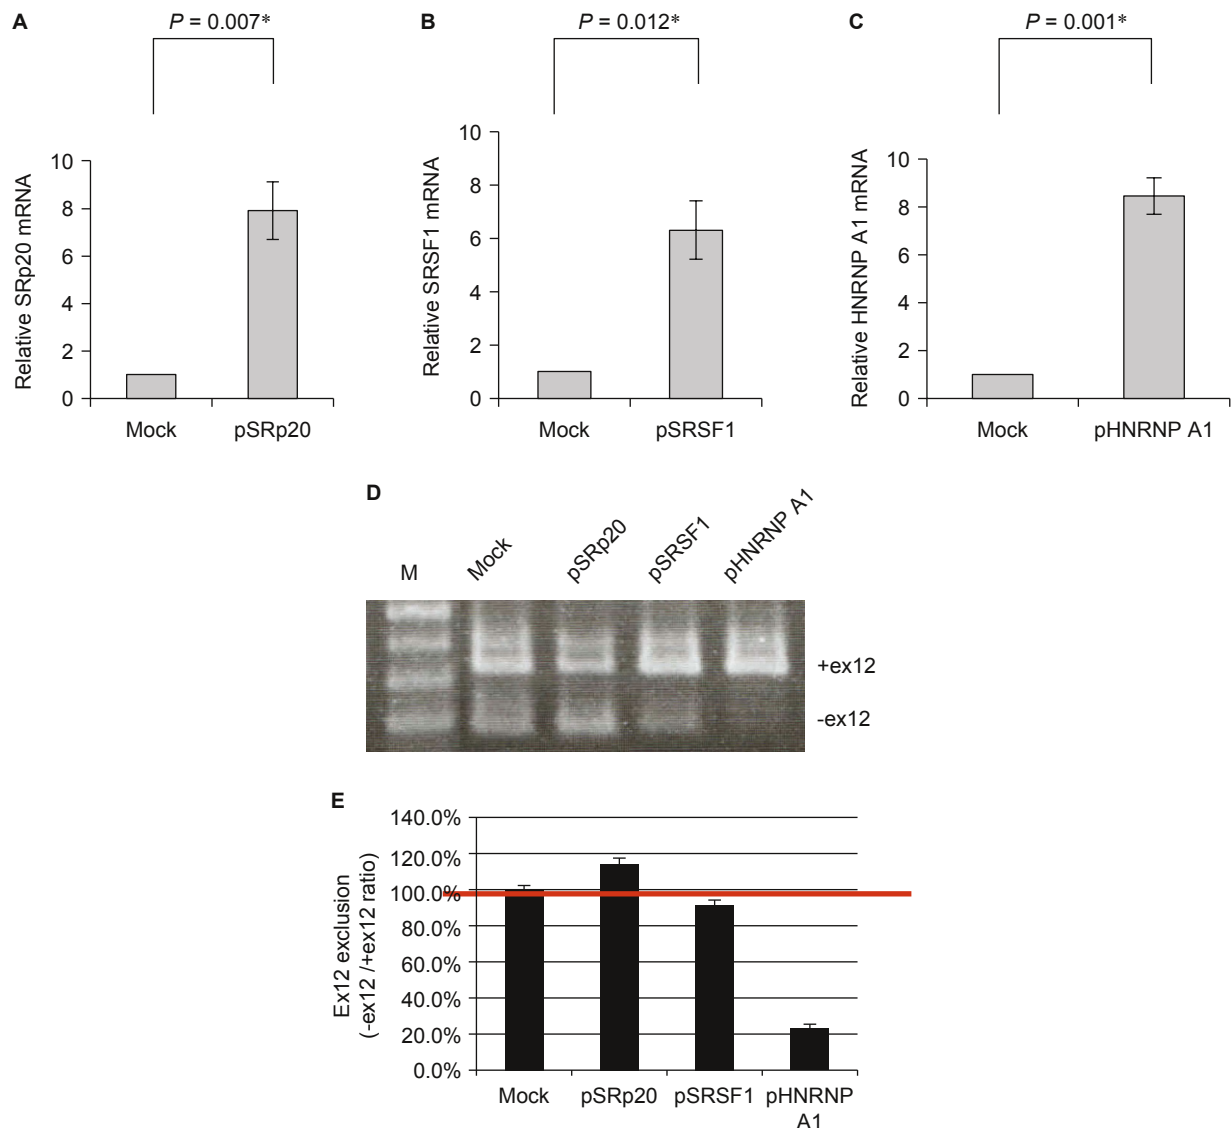 A
P = 0.007*
Relative SRp20 mRNA
10
8
6
4
2
0
Mock
pSRp20
B
P = 0.012*
Relative SRSF1 mRNA
10
8
6
4
2
0
Mock
pSRSF1
C
P = 0.001*
Relative HNRNP A1 mRNA
10
8
6
4
2
0
Mock
pHNRNP A1
D
M
Mock
pSRp20
pSRSF1
pHNRNP A1
+ex12
-ex12
E
Ex12 exclusion
(-ex12 /+ex12 ratio)
140.0%
120.0%
100.0%
80.0%
60.0%
40.0%
20.0%
0.0%
Mock
pSRp20
pSRSF1
pHNRNP
A1